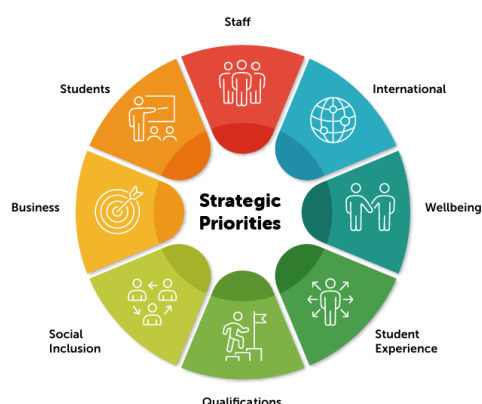 Staff
International
Wellbeing
Student
Experience
Qualifications
Social
Inclusion
Business
Students
Strategic
Priorities